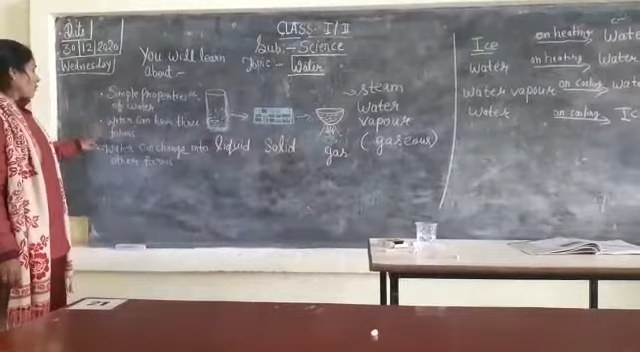 Date
30|12|2020
Wednesday
CLASS - I/II
Sub:- Science
Topic - Water
You will learn
about -
• Simple properties
of water
• Water can have three
forms
• Water can change into
other forms
liquid
Solid
gas
(gaseous)
steam
Water
vapour
Ice on heating Water
Water on heating
Water vapour on cooling
Water on cooling
21